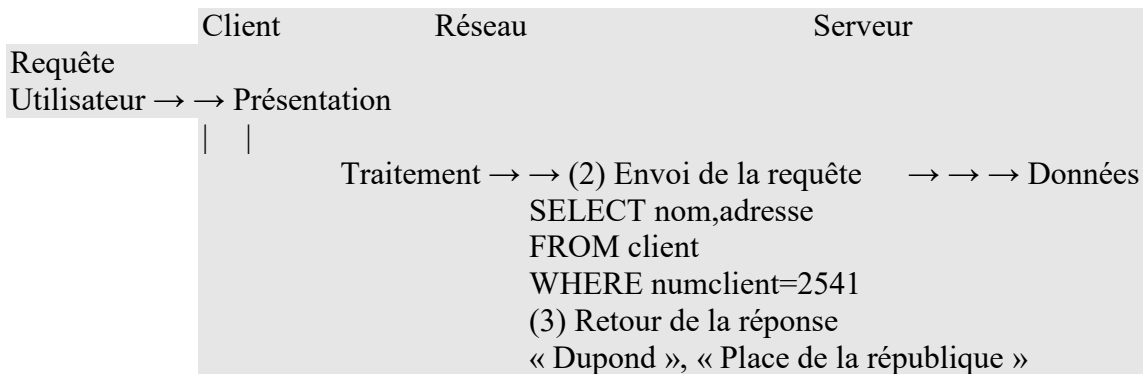 Client Réseau Serveur
Requête
Utilisateur → → Présentation
| |
Traitement → → (2) Envoi de la requête → → → Données
SELECT nom,adresse
FROM client
WHERE numclient=2541
(3) Retour de la réponse
« Dupond », « Place de la république »